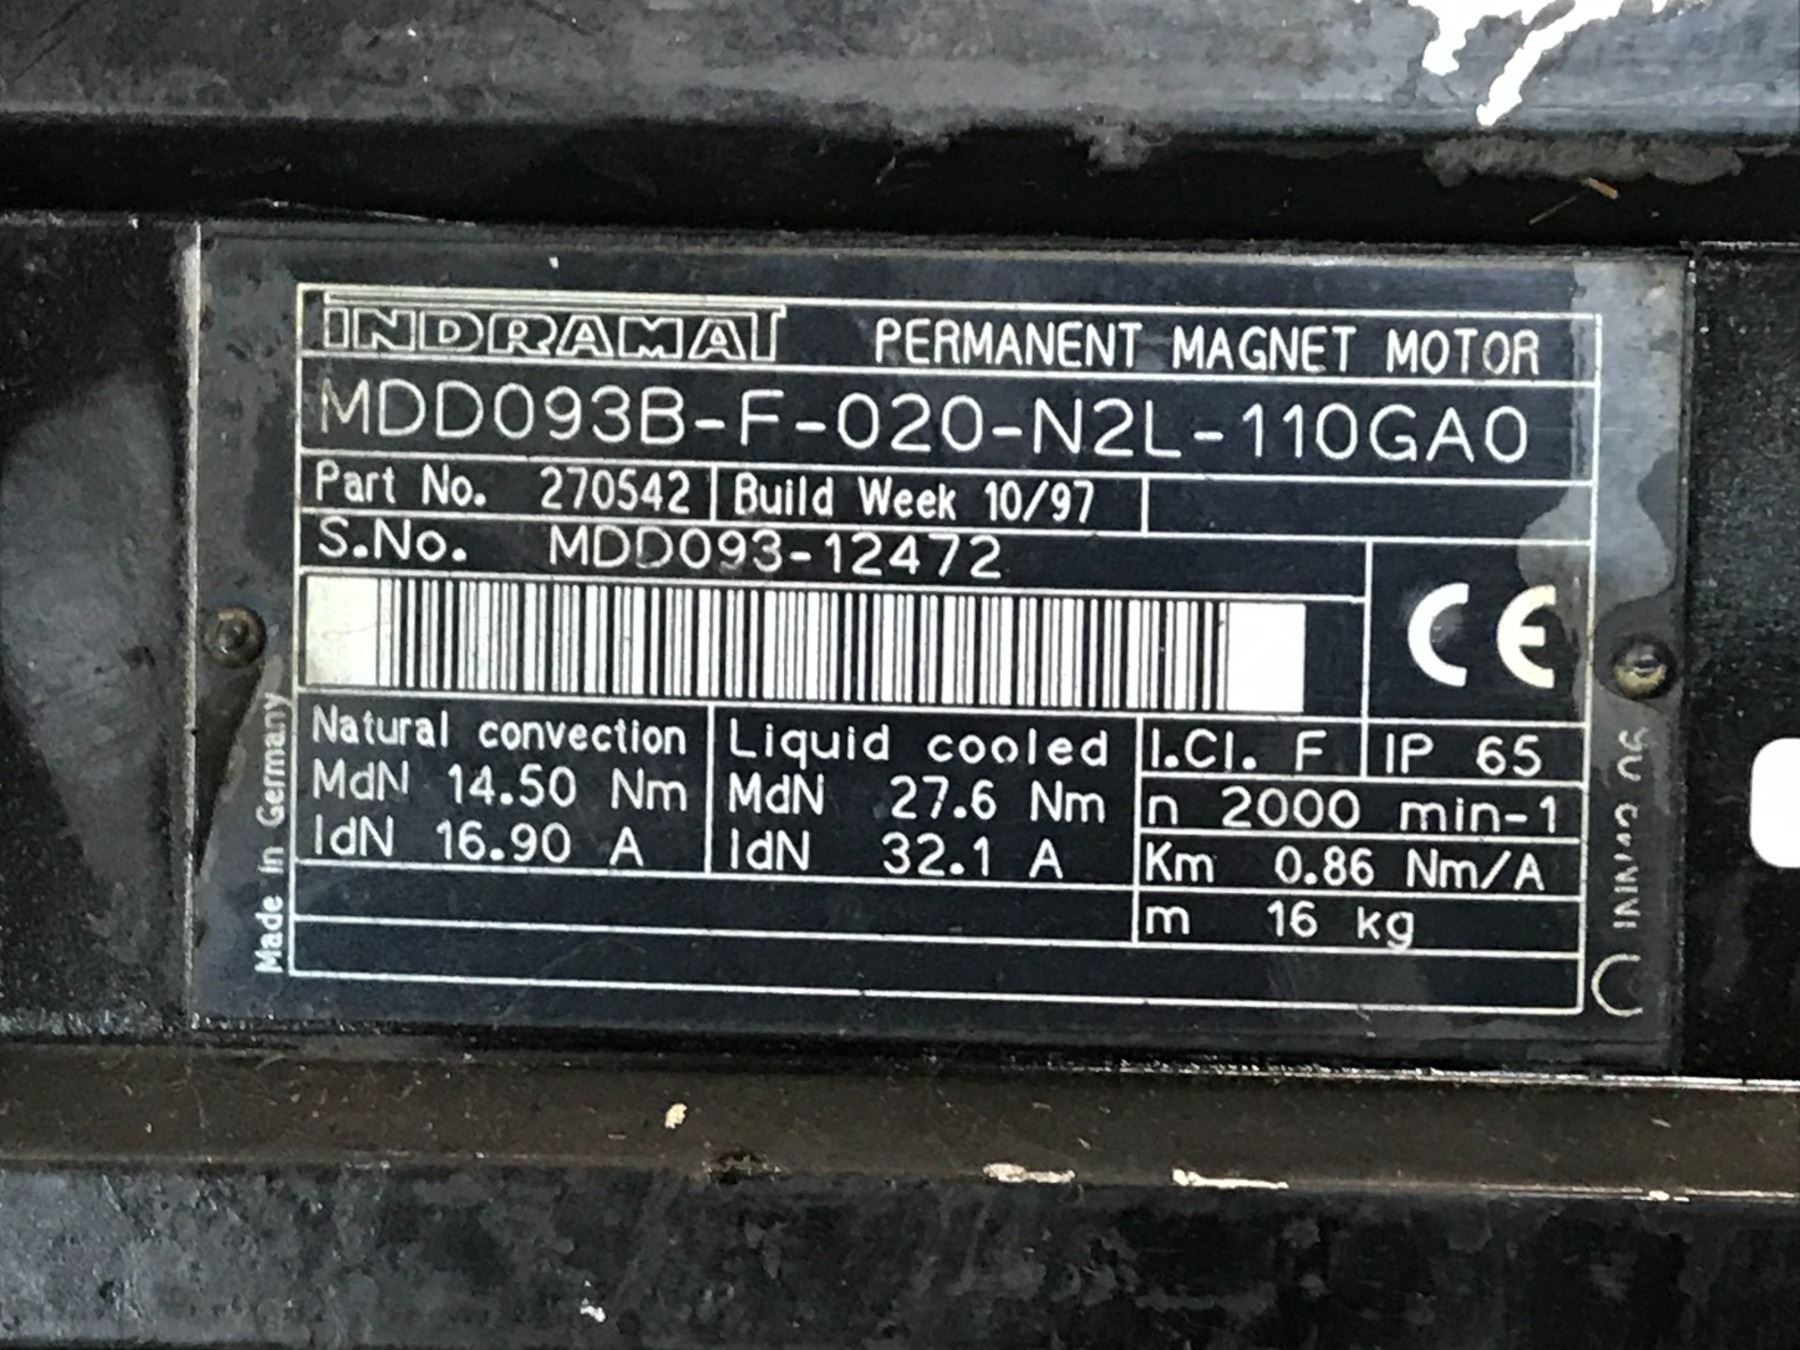 INDRAMAT PERMANENT MAGNET MOTOR
MDD093B-F-020-N2L-110GA0
Part No. 270542 Build Week 10/97
S.No. MDD093-12472
CE
Natural convection
MdN 14.50 Nm
IdN 16.90 A
Liquid cooled
MdN 27.6 Nm
IdN 32.1 A
I.Cl. F IP 65
n 2000 min-1
Km 0.86 Nm/A
m 16 kg
Made in Germany